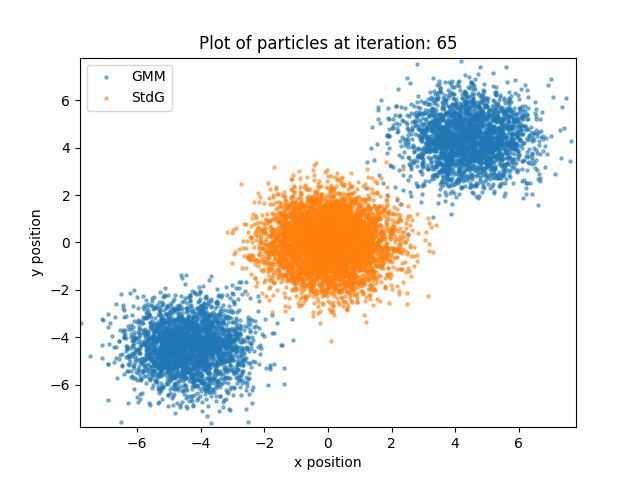 Plot of particles at iteration: 65
GMM
StdG
6
4
2
0
−2
−4
−6
y position
−6 −4 −2 0 2 4 6
x position